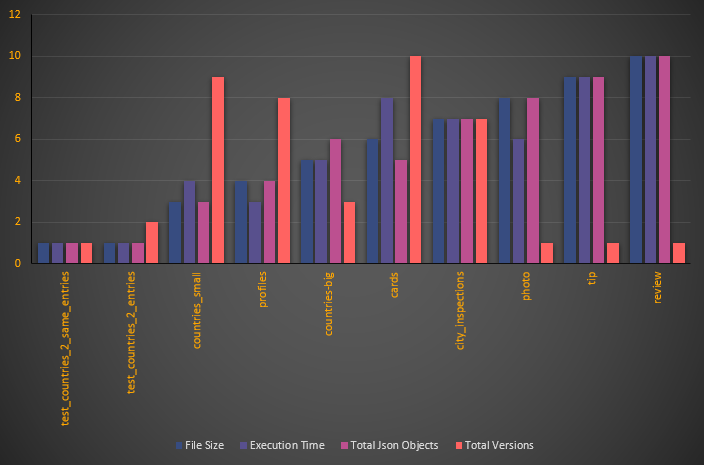 12
10
8
6
4
2
0
test_countries_2_same_entries
test_countries_2_entries
countries_small
profiles
countries-big
cards
city_inspections
photo
tip
review
File Size
Execution Time
Total Json Objects
Total Versions